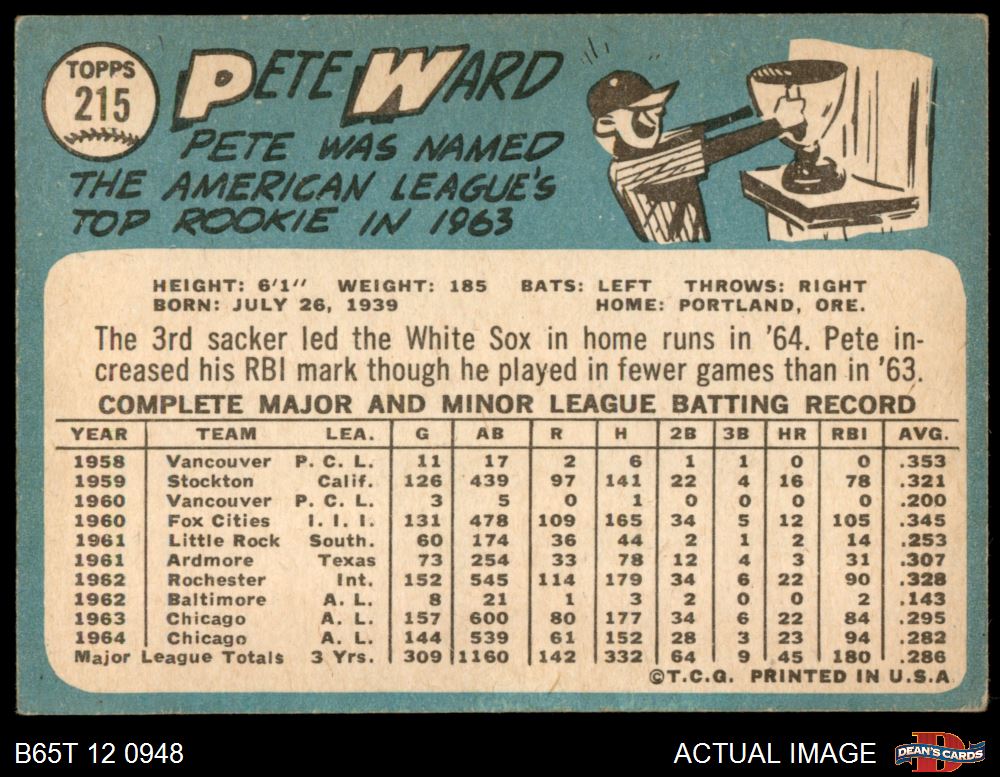 TOPPS
215
PETE WARD
PETE WAS NAMED
THE AMERICAN LEAGUE'S
TOP ROOKIE IN 1963
HEIGHT: 6'1" WEIGHT: 185 BATS: LEFT THROWS: RIGHT
BORN: JULY 26, 1939 HOME: PORTLAND, ORE.
The 3rd sacker led the White Sox in home runs in '64. Pete in-
creased his RBI mark though he played in fewer games than in '63.
COMPLETE MAJOR AND MINOR LEAGUE BATTING RECORD
YEAR TEAM LEA. G AB R H 2B 3B HR RBI AVG.
1958 Vancouver P. C. L. 11 17 2 6 1 1 0 0 .353
1959 Stockton Calif. 126 439 97 141 22 4 16 78 .321
1960 Vancouver P. C. L. 3 5 0 1 0 0 0 0 .200
1960 Fox Cities I. I. I. 131 478 109 165 34 5 12 105 .345
1961 Little Rock South. 60 174 36 44 2 1 2 14 .253
1961 Ardmore Texas 73 254 33 78 12 4 3 31 .307
1962 Rochester Int. 152 545 114 179 34 6 22 90 .328
1962 Baltimore A. L. 8 21 1 3 2 0 0 2 .143
1963 Chicago A. L. 157 600 80 177 34 6 22 84 .295
1964 Chicago A. L. 144 539 61 152 28 3 23 94 .282
Major League Totals 3 Yrs. 309 1160 142 332 64 9 45 180 .286
©T.C.G. PRINTED IN U.S.A
B65T 12 0948 ACTUAL IMAGE D DEAN'S CARDS